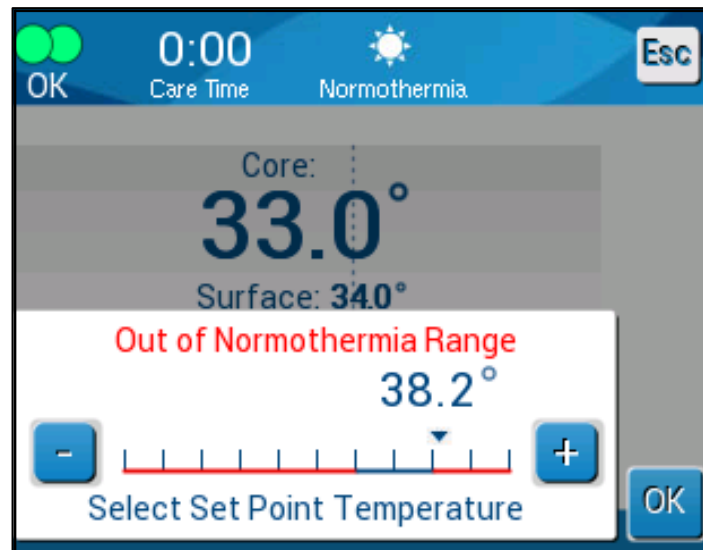 OK
0:00
Care Time
Normothermia
Esc
Core:
33.0°
Surface: 34.0°
Out of Normothermia Range
38.2°
-
+
Select Set Point Temperature
OK